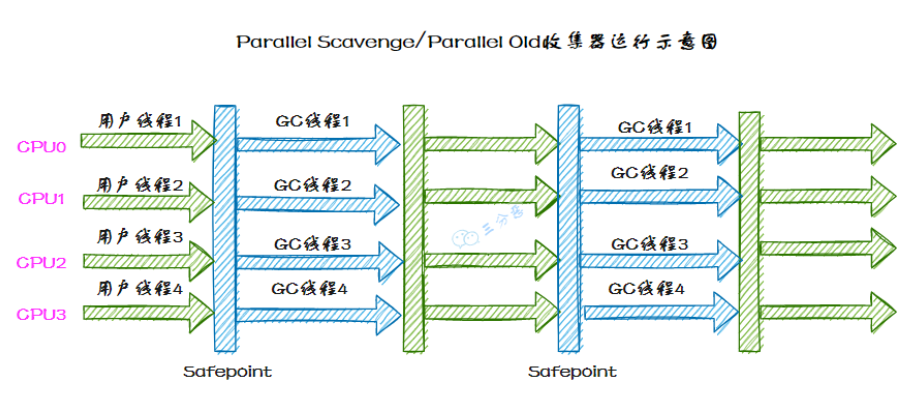 Parallel Scavenge/Parallel Old收集器运行示意图
用户线程1 GC线程1 GC线程1
CPU0
用户线程2 GC线程2 GC线程2
CPU1
三分恶
用户线程3 GC线程3 GC线程3
CPU2
用户线程4 GC线程4 GC线程4
CPU3
Safepoint Safepoint